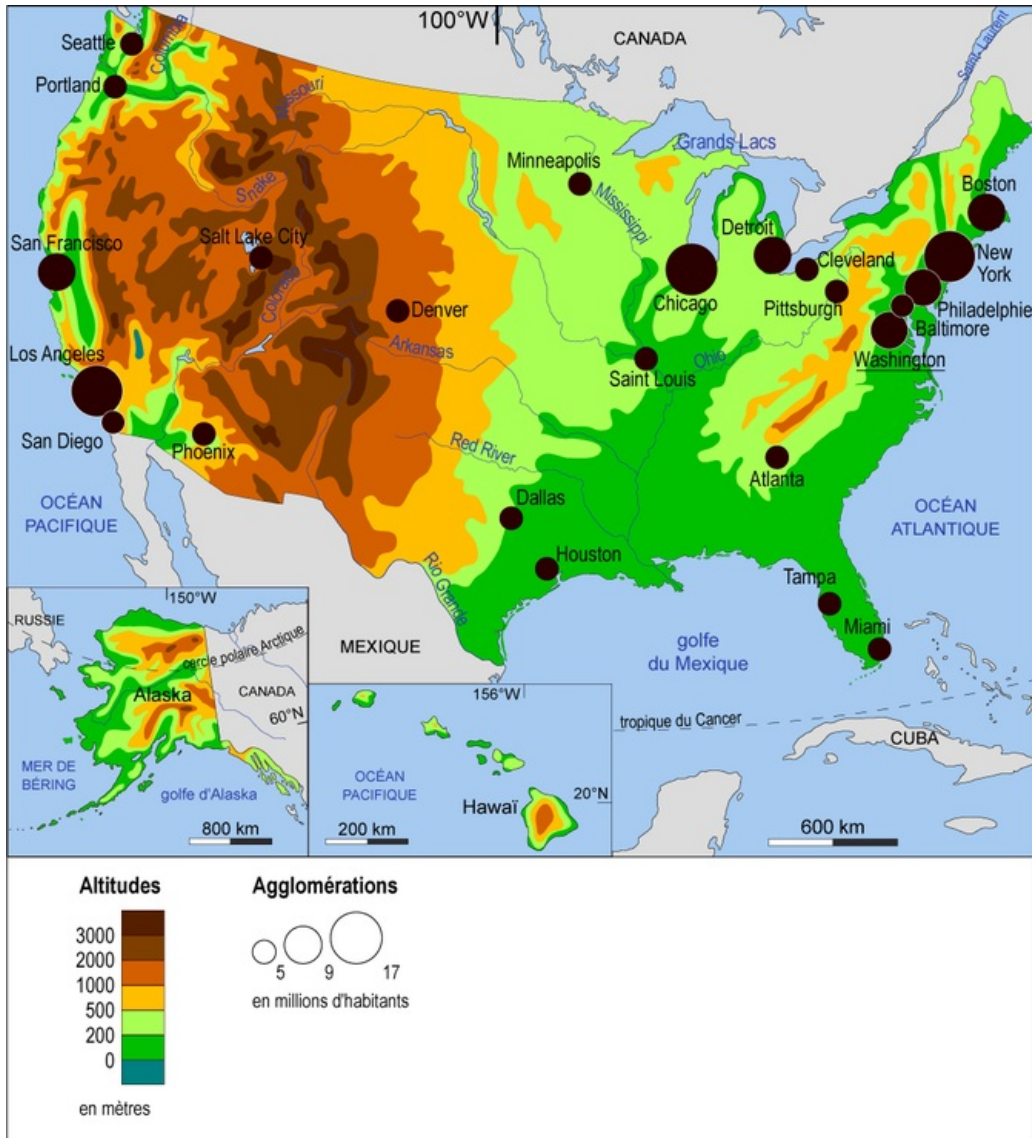 100°W
CANADA
Saint-Laurent
Seattle
Columbia
Portland
Missouri
Grands Lacs
Minneapolis
Mississippi
Boston
Snake
Detroit
San Francisco
Salt Lake City
Cleveland
New
York
Colorado
Chicago
Pittsburgh
Philadelphie
Denver
Baltimore
Los Angeles
Arkansas
Ohio
Washington
Saint Louis
San Diego
Phoenix
Red River
Atlanta
OCÉAN
PACIFIQUE
Dallas
OCÉAN
ATLANTIQUE
Houston
Tampa
Rio Grande
Miami
MEXIQUE
golfe
du Mexique
tropique du Cancer
CUBA
150°W
RUSSIE
cercle polaire Arctique
Alaska
CANADA
60°N
MER DE
BÉRING
golfe d'Alaska
800 km
156°W
OCÉAN
PACIFIQUE
Hawaï
20°N
200 km
600 km
Altitudes
3000
2000
1000
500
200
0
en mètres
Agglomérations
5
9
17
en millions d'habitants